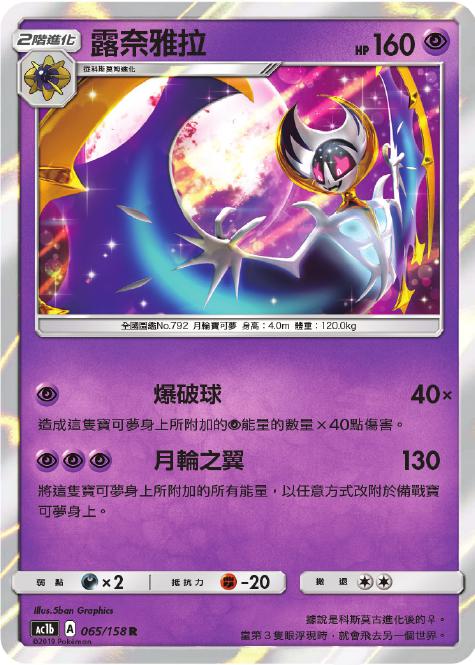 2階進化
露奈雅拉
HP 160
從科斯莫姆進化
全國圖鑑No.792 月輪寶可夢 身高：4.0m 體重：120.0kg
爆破球 40×
造成這隻寶可夢身上所附加的能量的數量×40點傷害。
月輪之翼 130
將這隻寶可夢身上所附加的所有能量，以任意方式改附於備戰寶
可夢身上。
弱點 ×2 抵抗力 -20 撤退
Illus.5ban Graphics
據說是科斯莫古進化後的♀。
當第3隻眼浮現時，就會飛去另一個世界。
AC1b A 065/158 R
©2019 Pokémon